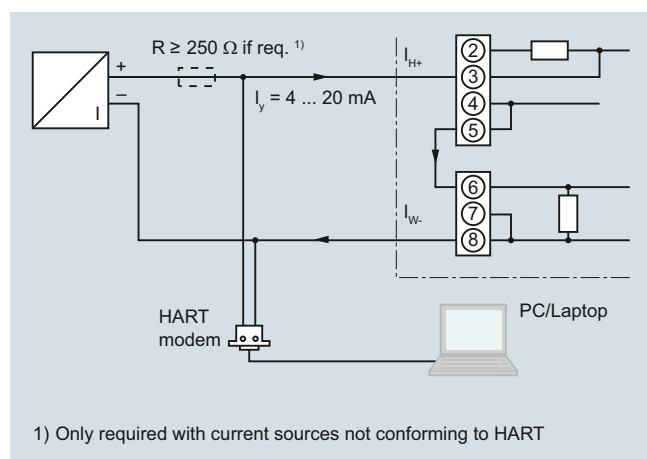 R ≥ 250 Ω if req. 1)
+
–
I
Iy = 4 ... 20 mA
IH+
2
3
4
5
6
7
8
IW-
HART
modem
PC/Laptop
1) Only required with current sources not conforming to HART